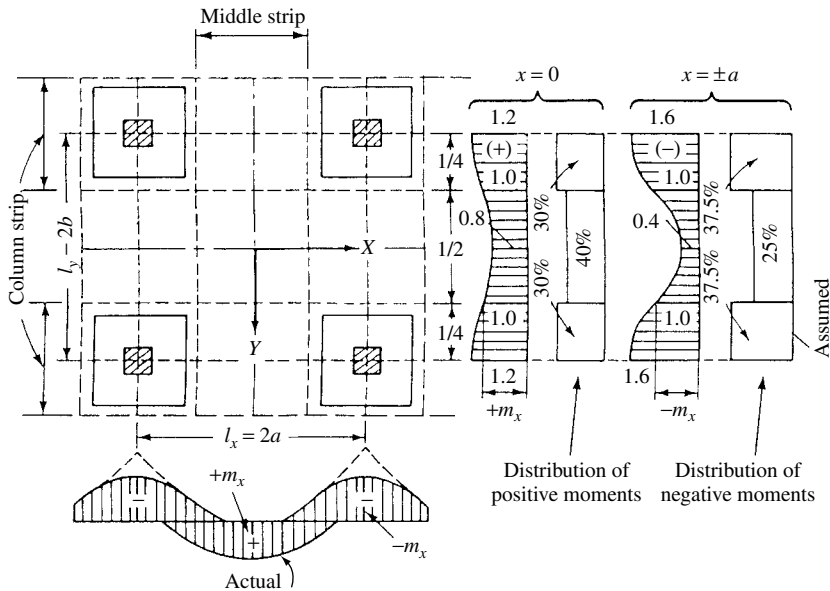 Middle strip
x = 0
x = ±a
1.2
1.6
(+)
(−)
1/4
1.0
1.0
Column strip
l_y − 2b
X
1/2
0.8
30%
40%
30%
0.4
37.5%
25%
37.5%
Y
1/4
1.0
1.0
Assumed
1.2
1.6
+m_x
−m_x
l_x = 2a
Distribution of
positive moments
Distribution of
negative moments
+m_x
−
−
+
−m_x
Actual